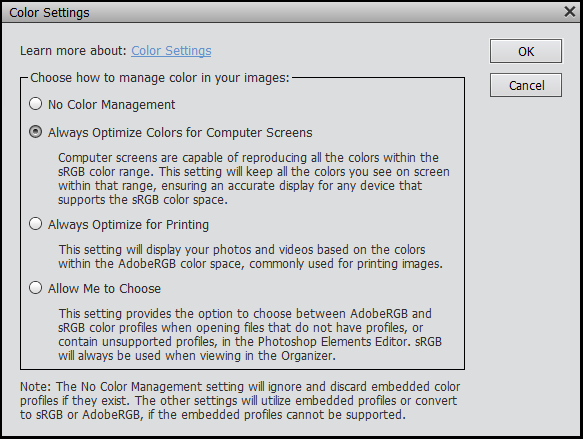 Color Settings
Learn more about: Color Settings
OK
Cancel
Choose how to manage color in your images:
No Color Management
Always Optimize Colors for Computer Screens
Computer screens are capable of reproducing all the colors within the
sRGB color range. This setting will keep all the colors you see on screen
within that range, ensuring an accurate display for any device that
supports the sRGB color space.
Always Optimize for Printing
This setting will display your photos and videos based on the colors
within the AdobeRGB color space, commonly used for printing images.
Allow Me to Choose
This setting provides the option to choose between AdobeRGB and
sRGB color profiles when opening files that do not have profiles, or
contain unsupported profiles, in the Photoshop Elements Editor. sRGB
will always be used when viewing in the Organizer.
Note: The No Color Management setting will ignore and discard embedded color
profiles if they exist. The other settings will utilize embedded profiles or convert
to sRGB or AdobeRGB, if the embedded profiles cannot be supported.